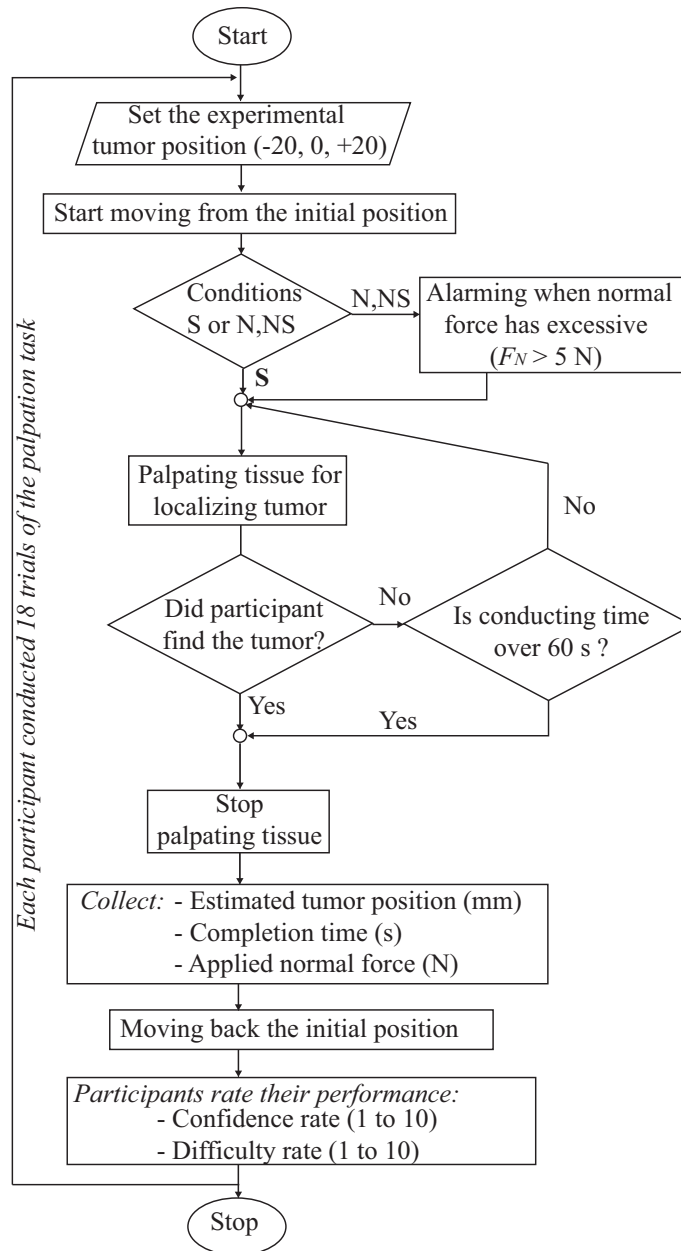 Start
Set the experimental
tumor position (-20, 0, +20)
Start moving from the initial position
Conditions
S or N,NS
N,NS
Alarming when normal
force has excessive
(FN > 5 N)
S
Palpating tissue for
localizing tumor
No
Did participant
find the tumor?
No
Is conducting time
over 60 s ?
Yes
Yes
Stop
palpating tissue
Collect: - Estimated tumor position (mm)
- Completion time (s)
- Applied normal force (N)
Moving back the initial position
Participants rate their performance:
- Confidence rate (1 to 10)
- Difficulty rate (1 to 10)
Stop
Each participant conducted 18 trials of the palpation task